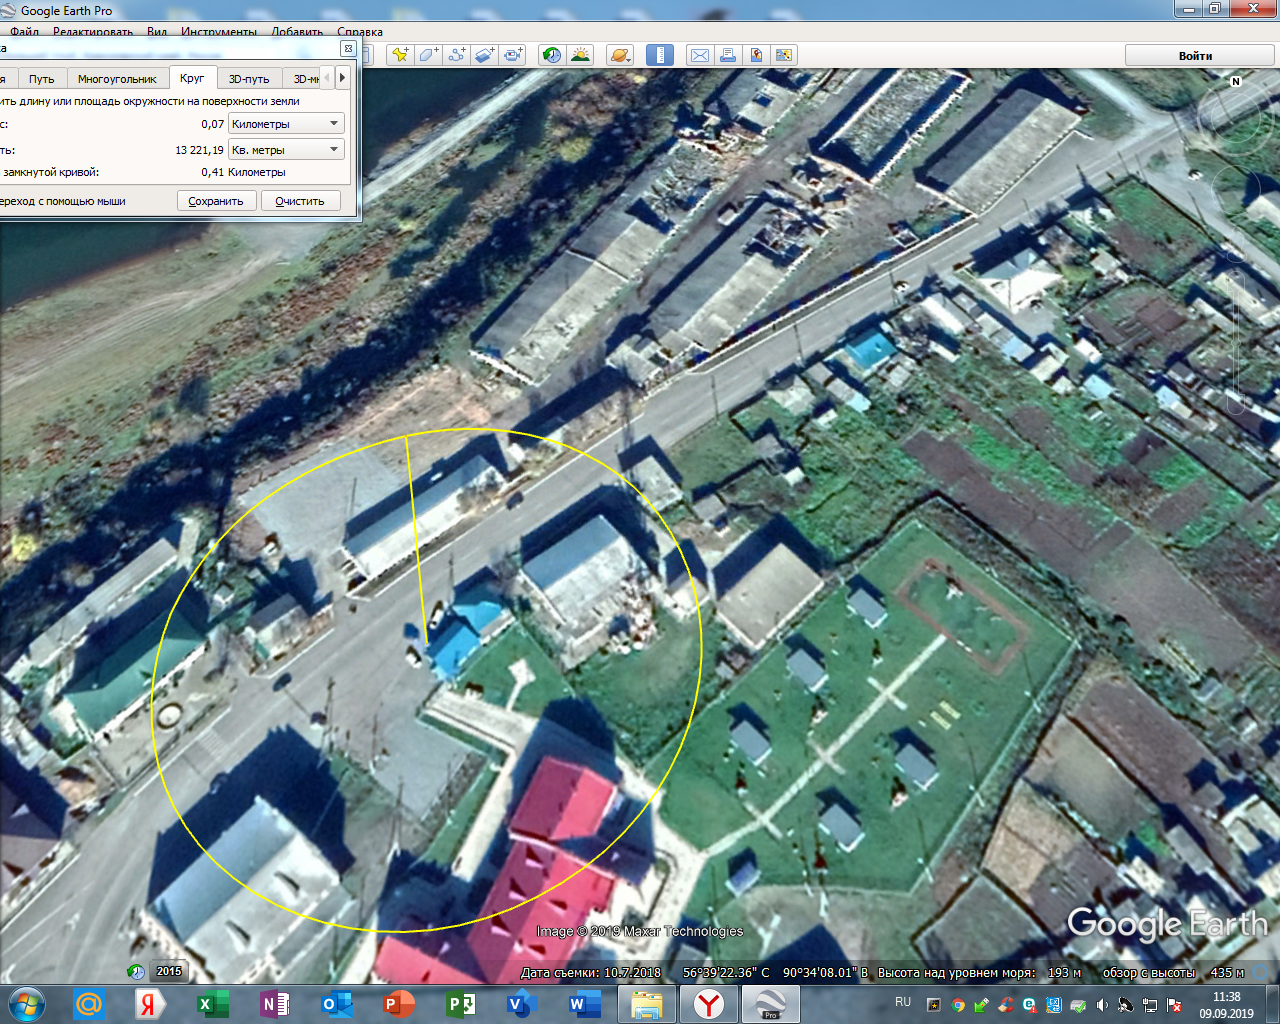 Google Earth Pro
Файл Редактировать Вид Инструменты Добавить Справка
Войти
Путь Многоугольник Круг 3D-путь
ить длину или площадь окружности на поверхности земли
с: 0,07 Километры
ть: 13 221,19 Кв. метры
замкнутой кривой: 0,41 Километры
ереход с помощью мыши Сохранить Очистить
N
Image © 2019 Maxar Technologies
Google Earth
2015
Дата съемки: 10.7.2018 56°39'22.36" С 90°34'08.01" В Высота над уровнем моря: 193 м обзор с высоты 435 м
RU
11:38
09.09.2019